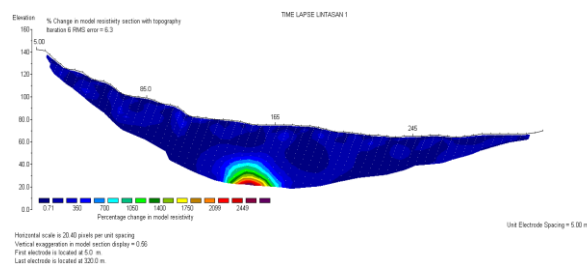 TIME LAPSE LINTASAN 1
Elevation
% Change in model resistivity section with topography
Iteration 6 RMS error = 6.3
160
5.00
140
120
85.0
100
80.0
165
245
60.0
40.0
20.0
0.0
0.71 350 700 1050 1400 1750 2099 2449
Percentage change in model resistivity
Unit Electrode Spacing = 5.00 m
Horizontal scale is 20.40 pixels per unit spacing
Vertical exaggeration in model section display = 0.56
First electrode is located at 5.0 m.
Last electrode is located at 320.0 m.